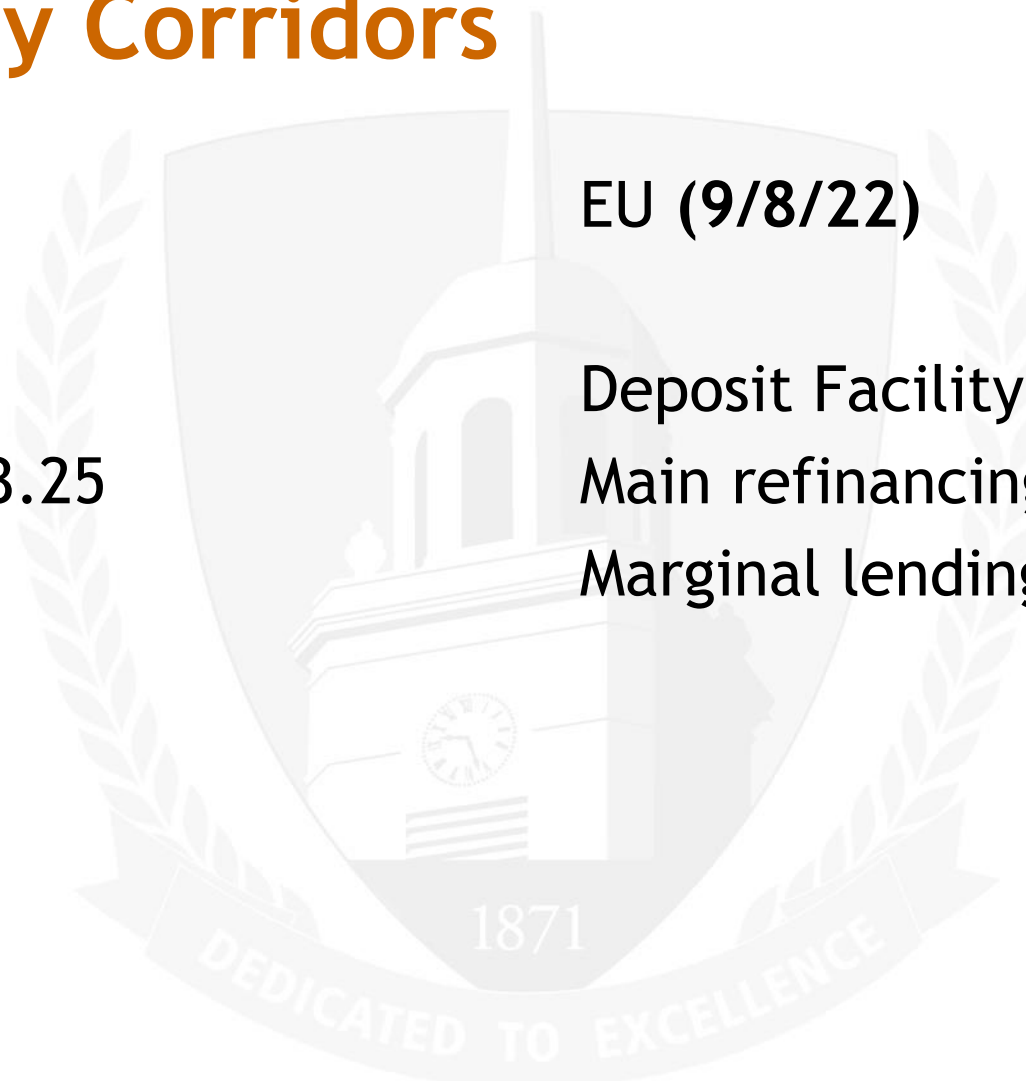 y Corridors
EU (9/8/22)
Deposit Facility
3.25
Main refinancing
Marginal lending
1871
DEDICATED TO EXCELLENCE